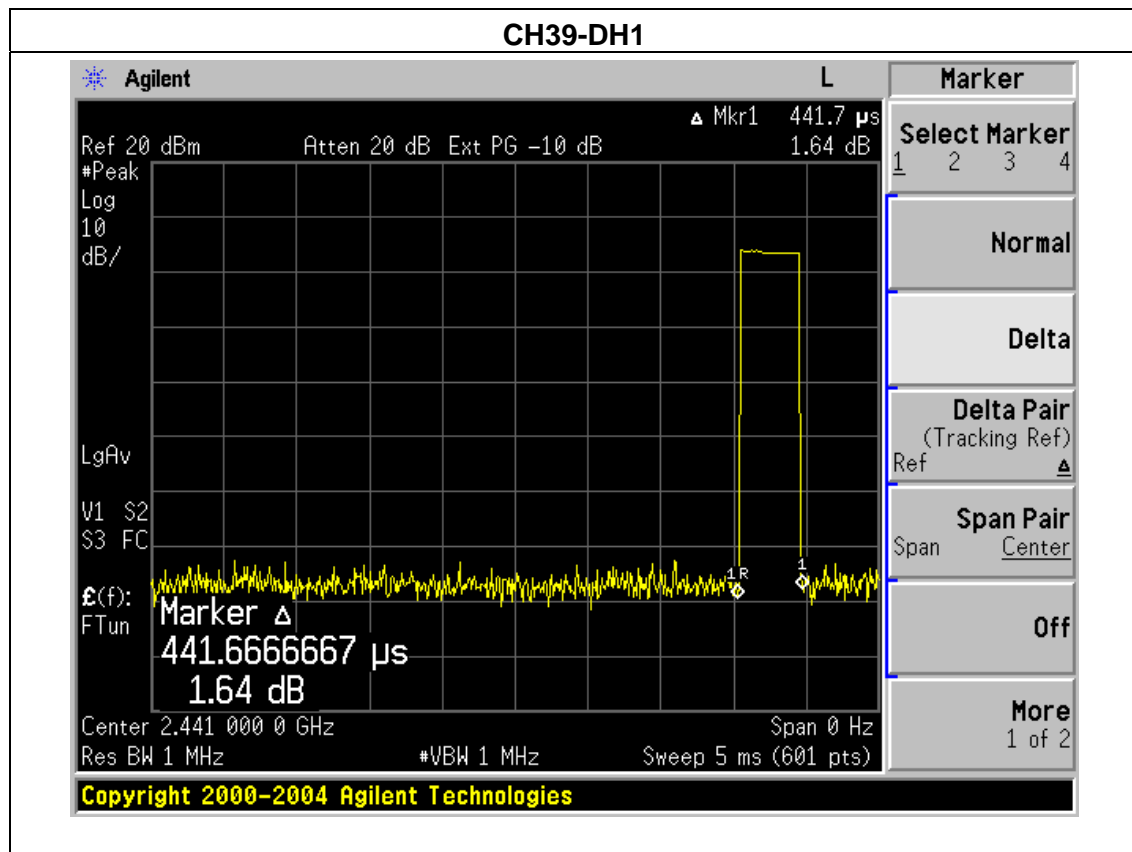 CH39-DH1
Agilent L Marker
Δ Mkr1 441.7 µs
Ref 20 dBm Atten 20 dB Ext PG -10 dB 1.64 dB
#Peak
Log
10
dB/
LgAv
V1 S2
S3 FC
£(f):
FTun
1R 1
Marker Δ
441.6666667 µs
1.64 dB
Center 2.441 000 0 GHz Span 0 Hz
Res BW 1 MHz #VBW 1 MHz Sweep 5 ms (601 pts)
Select Marker
1 2 3 4
Normal
Delta
Delta Pair
(Tracking Ref)
Ref Δ
Span Pair
Span Center
Off
More
1 of 2
Copyright 2000-2004 Agilent Technologies